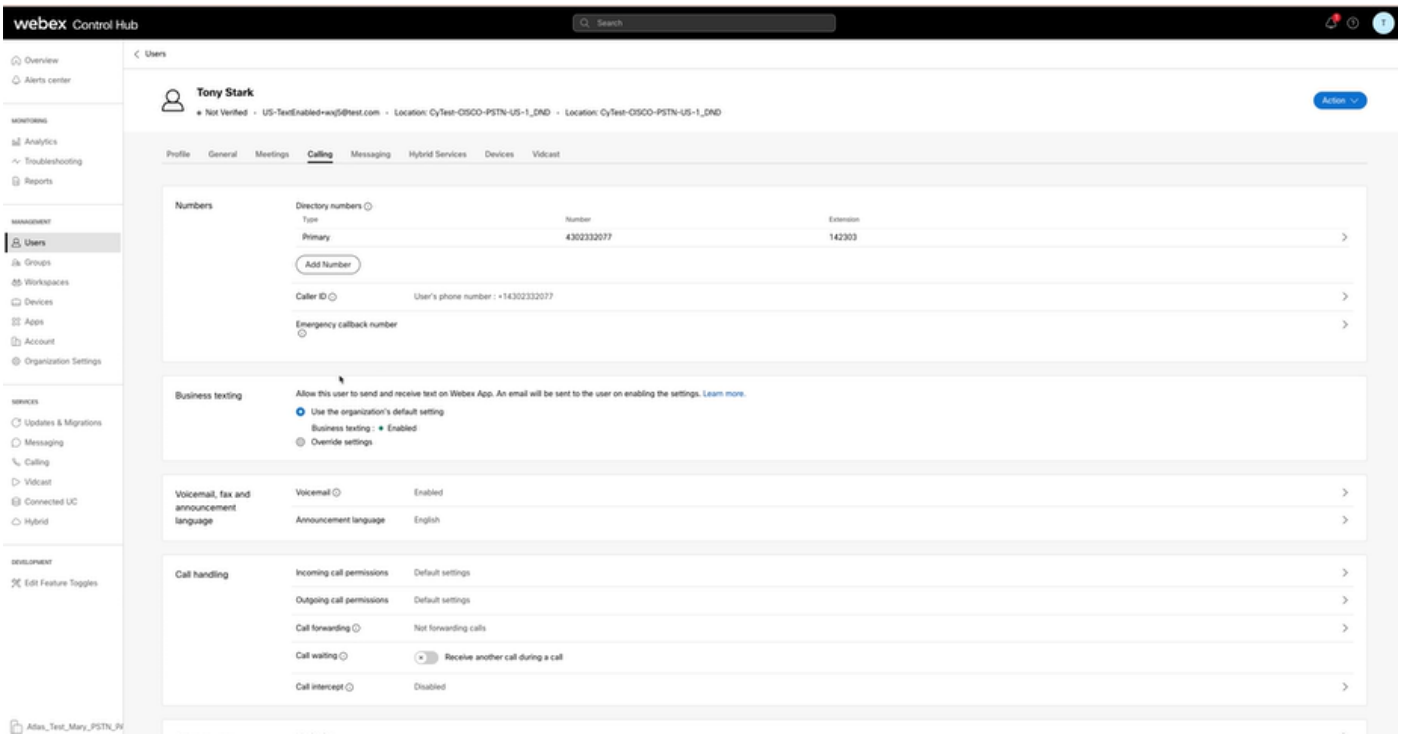 webex Control Hub
Search
1
T
Overview
Alerts center
MONITORING
Analytics
Troubleshooting
Reports
MANAGEMENT
Users
Groups
Workspaces
Devices
Apps
Account
Organization Settings
SERVICES
Updates & Migrations
Messaging
Calling
Vidcast
Connected UC
Hybrid
DEVELOPMENT
Edit Feature Toggles
Atlas_Test_Mary_PSTN_
Users
Tony Stark
Not Verified · US-TextEnabled+wxj5@test.com · Location: CyTest-CISCO-PSTN-US-1_DND · Location: CyTest-CISCO-PSTN-US-1_DND
Action
Profile General Meetings Calling Messaging Hybrid Services Devices Vidcast
Numbers
Directory numbers
Type Number Extension
Primary 4302332077 142303
Add Number
Caller ID User's phone number : +14302332077
Emergency callback number
Business texting
Allow this user to send and receive text on Webex App. An email will be sent to the user on enabling the settings. Learn more.
Use the organization's default setting
Business texting : Enabled
Override settings
Voicemail, fax and
announcement
language
Voicemail Enabled
Announcement language English
Call handling
Incoming call permissions Default settings
Outgoing call permissions Default settings
Call forwarding Not forwarding calls
Call waiting Receive another call during a call
Call intercept Disabled